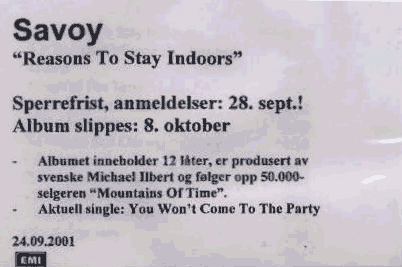 Savoy
“Reasons To Stay Indoors”
Sperrefrist, anmeldelser: 28. sept.!
Album slippes: 8. oktober
- Albumet inneholder 12 låter, er produsert av
svenske Michael Ilbert og følger opp 50.000-
selgeren “Mountains Of Time”.
- Aktuell single: You Won’t Come To The Party
24.09.2001
EMI